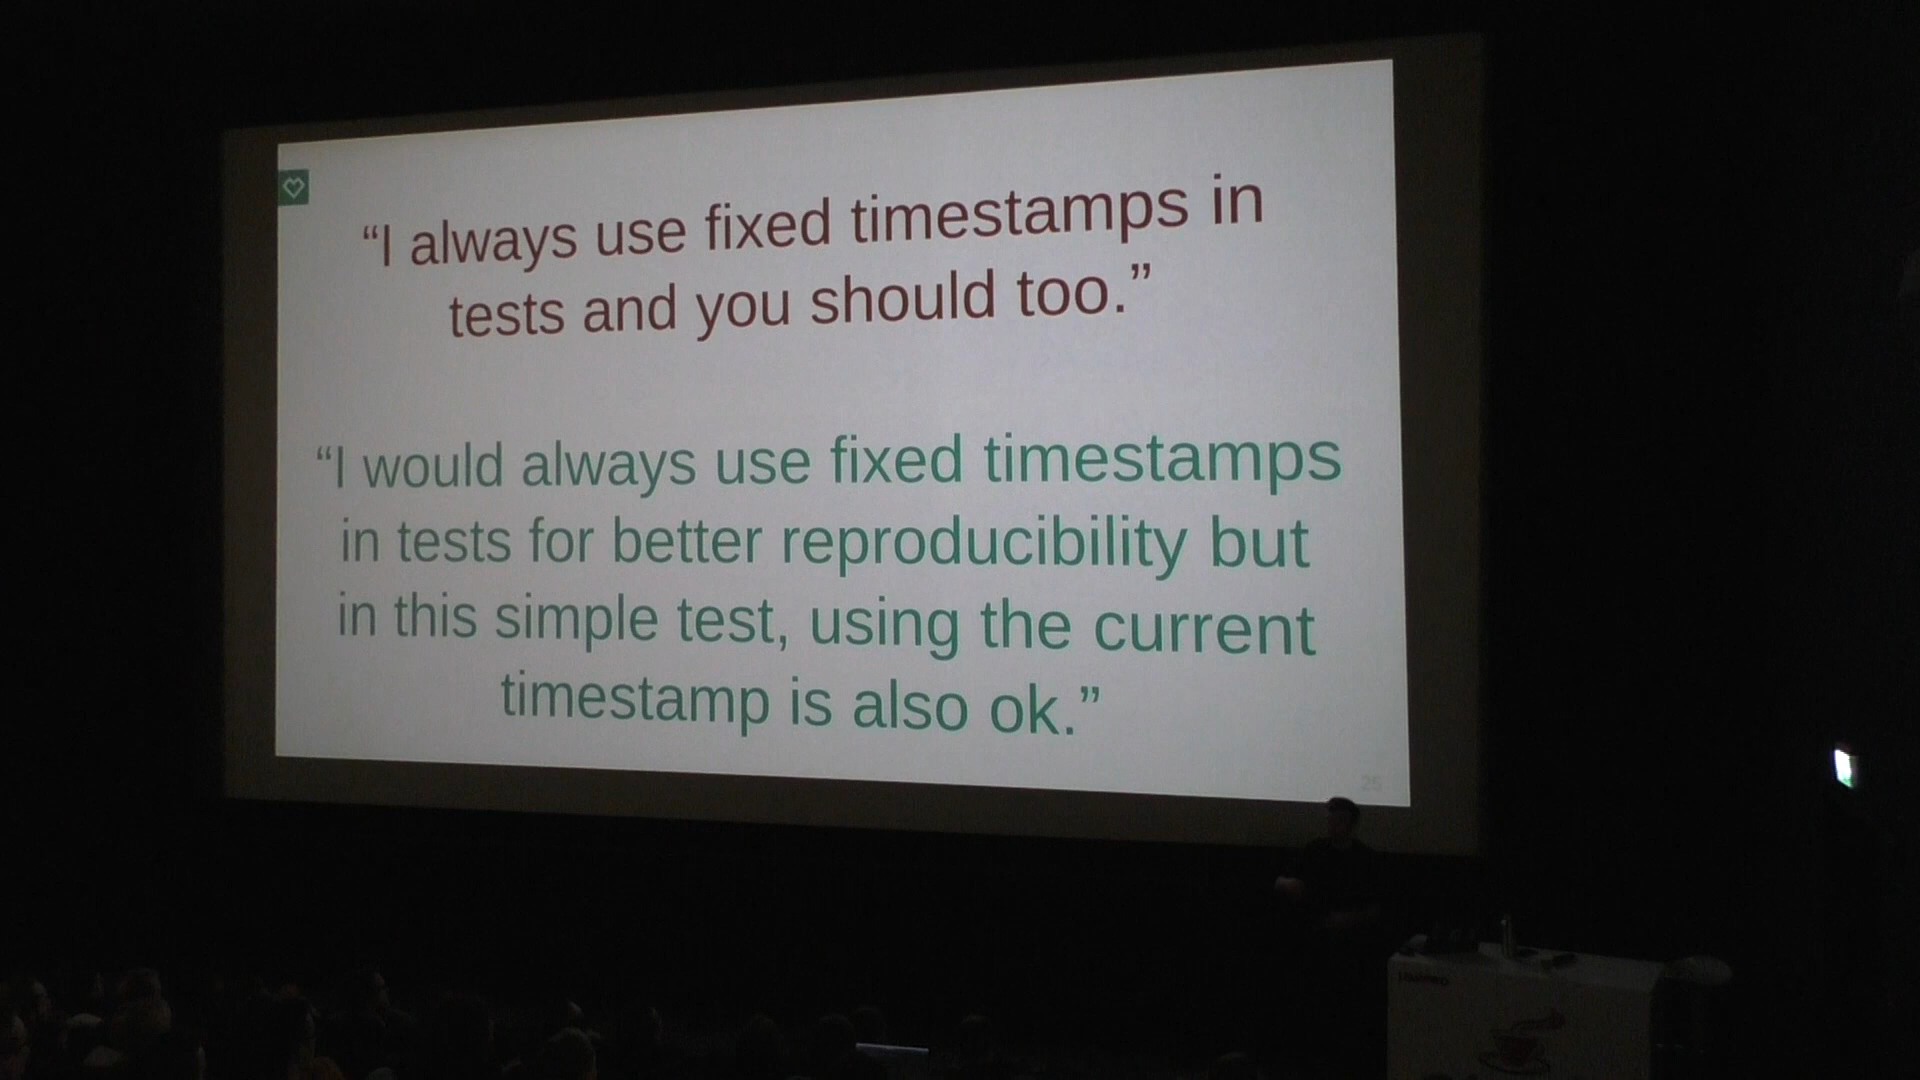 “I always use fixed timestamps in
tests and you should too.”
“I would always use fixed timestamps
in tests for better reproducibility but
in this simple test, using the current
timestamp is also ok.”
25